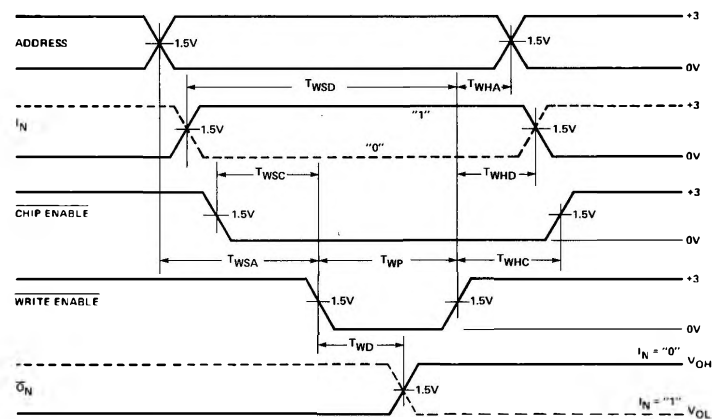 +3
ADDRESS
1.5V
1.5V
0V
TWSD
TWHA
+3
IN
1.5V
"1"
1.5V
"0"
0V
TWSC
TWHD
+3
CHIP ENABLE
1.5V
1.5V
0V
TWSA
TWP
TWHC
+3
WRITE ENABLE
1.5V
1.5V
0V
TWD
IN = "0"
VOH
ŌN
1.5V
IN = "1"
VOL